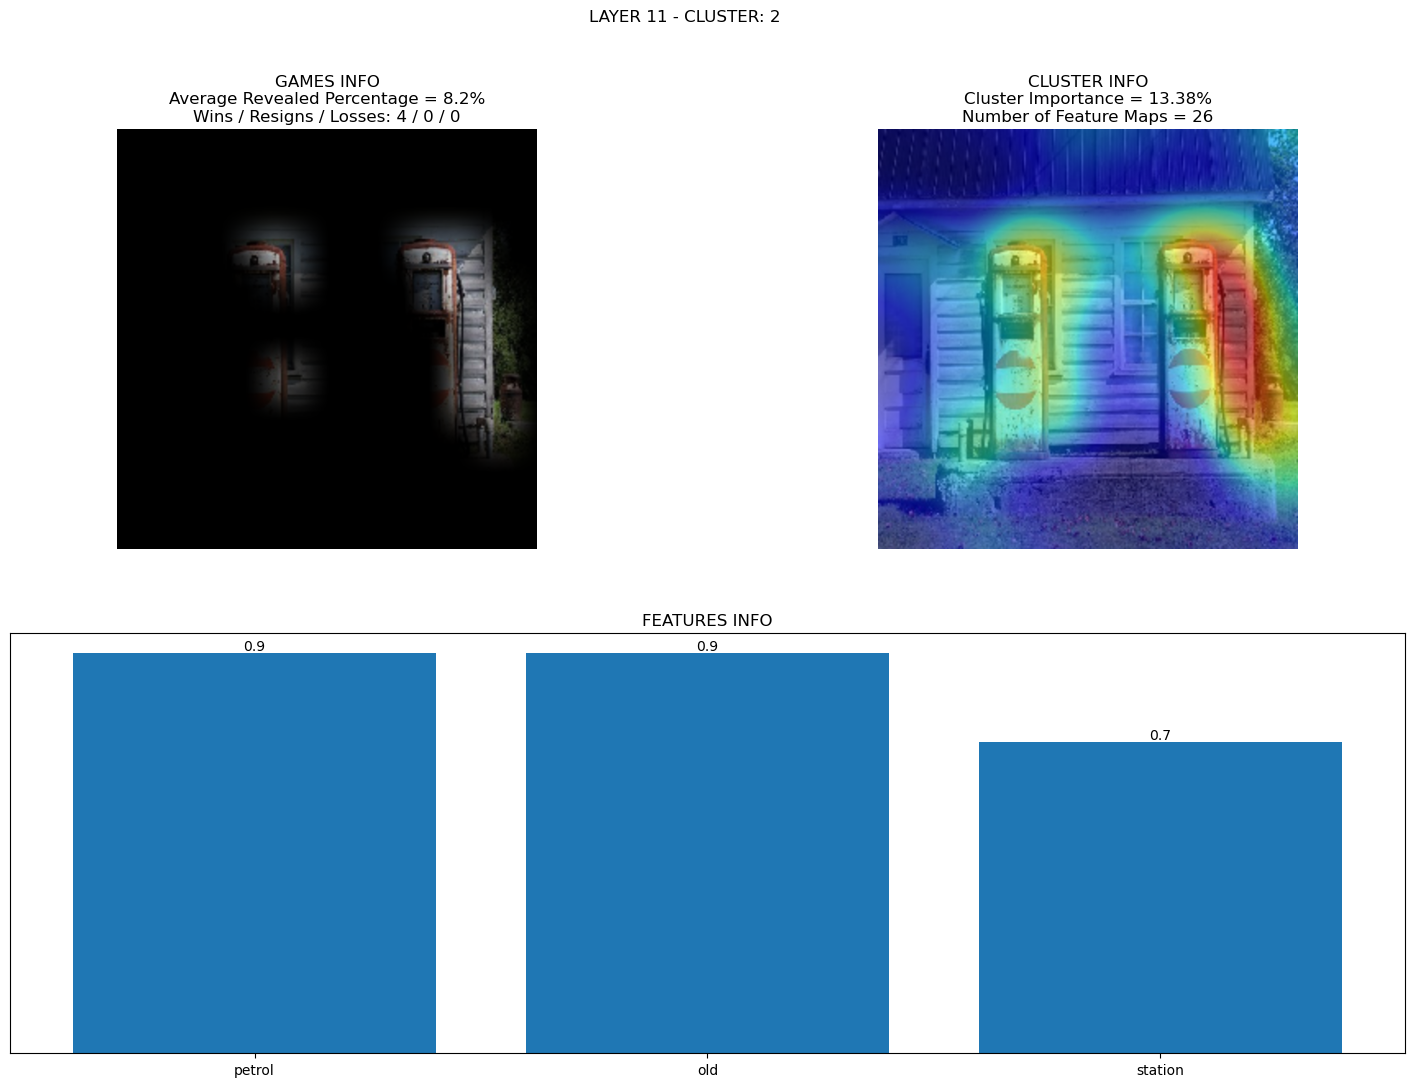 LAYER 11 - CLUSTER: 2
GAMES INFO
Average Revealed Percentage = 8.2%
Wins / Resigns / Losses: 4 / 0 / 0
CLUSTER INFO
Cluster Importance = 13.38%
Number of Feature Maps = 26
FEATURES INFO
0.9
0.9
0.7
petrol
old
station